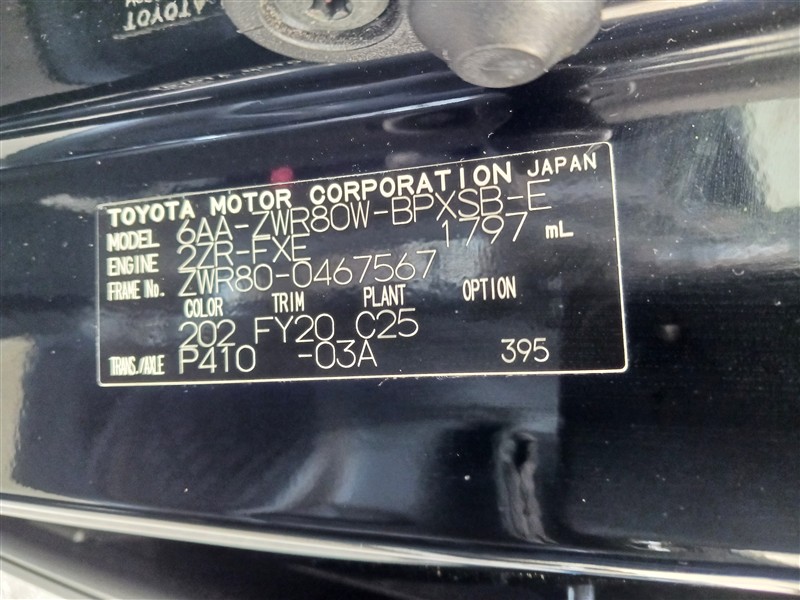 TOYOTA MOTOR CORPORATION JAPAN
MODEL 6AA-ZWR80W-BPXSB-E
ENGINE 2ZR-FXE 1797 mL
FRAME No. ZWR80-0467567
COLOR TRIM PLANT OPTION
202 FY20 C25
TRANS./AXLE P410 -03A 395